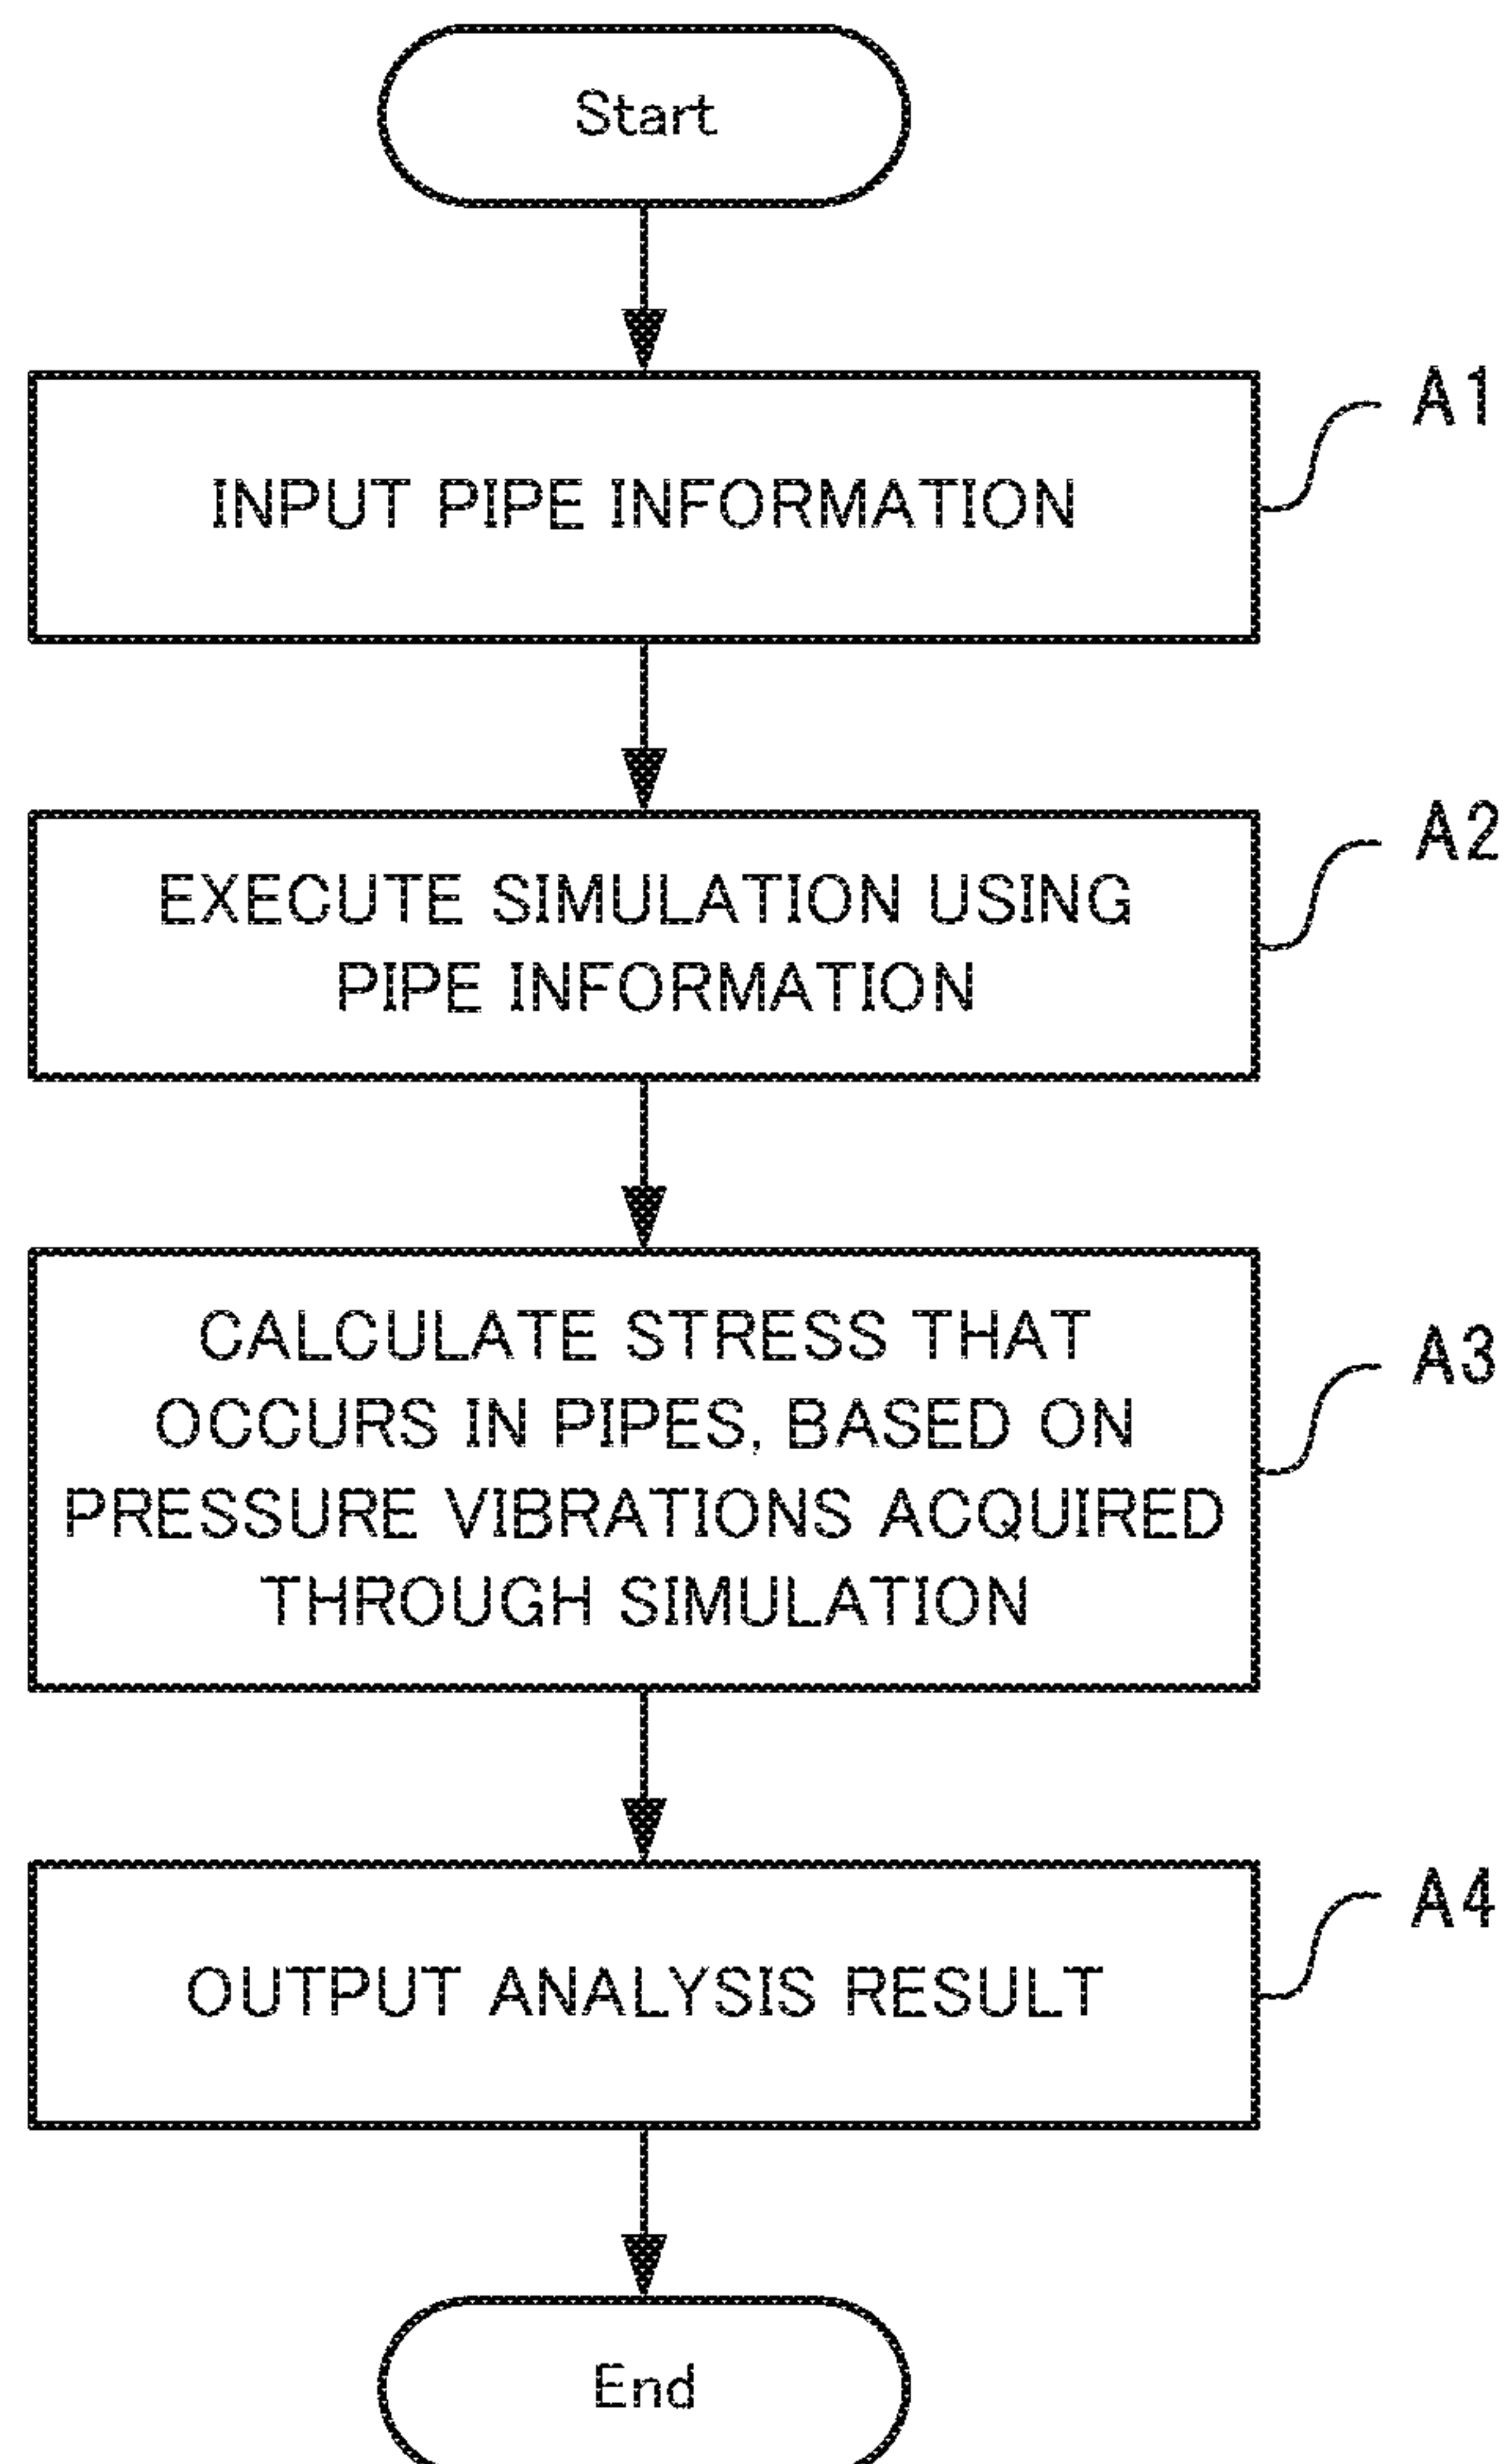 Start
INPUT PIPE INFORMATION
A1
EXECUTE SIMULATION USING
PIPE INFORMATION
A2
CALCULATE STRESS THAT
OCCURS IN PIPES, BASED ON
PRESSURE VIBRATIONS ACQUIRED
THROUGH SIMULATION
A3
OUTPUT ANALYSIS RESULT
A4
End